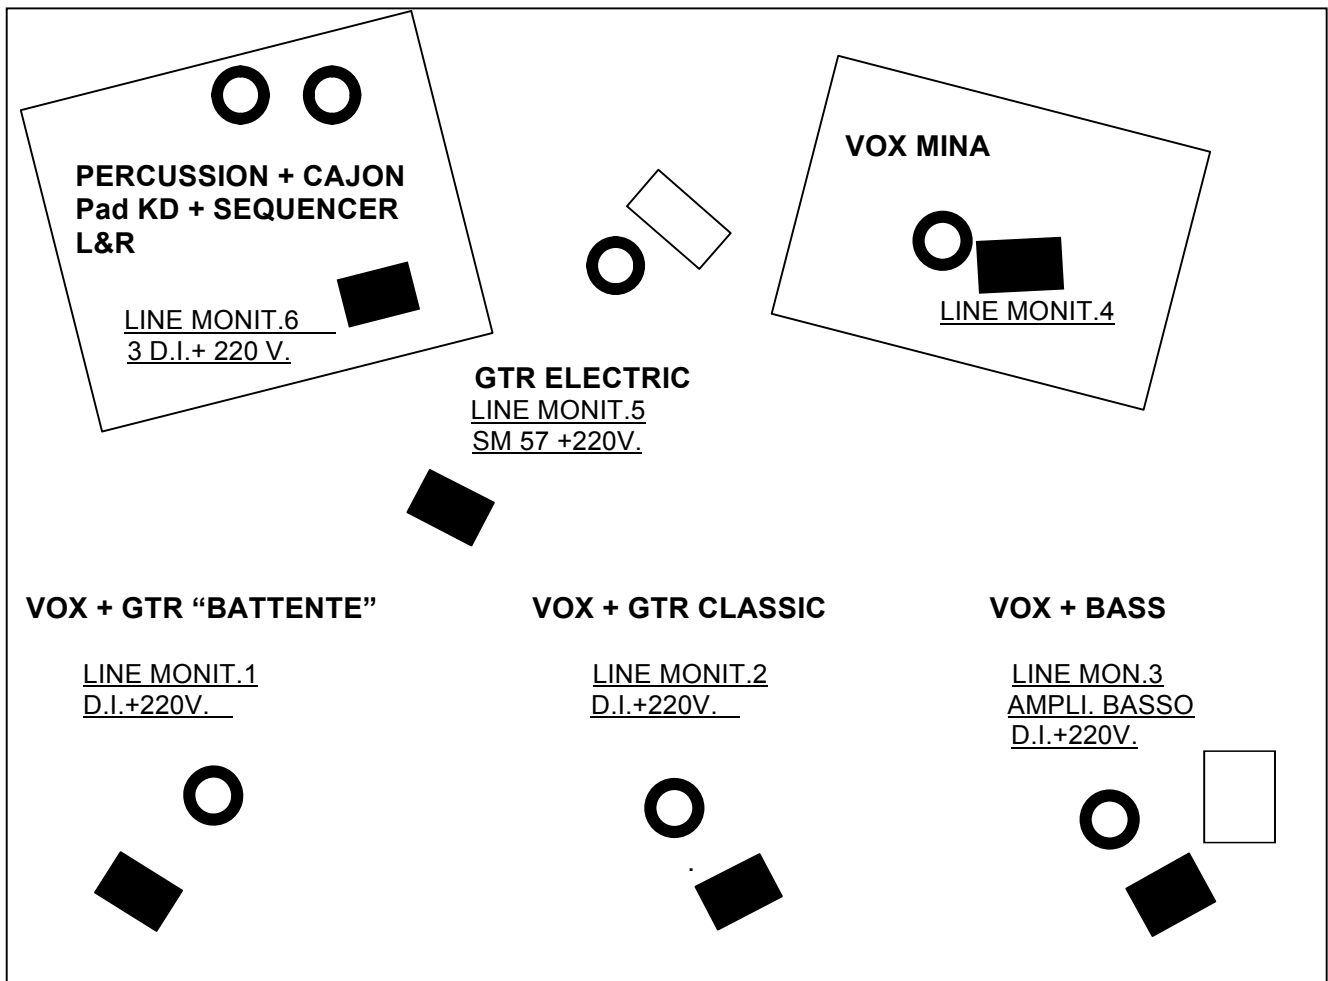 PERCUSSION + CAJON
Pad KD + SEQUENCER
L&R
LINE MONIT.6
3 D.I.+ 220 V.
VOX MINA
LINE MONIT.4
GTR ELECTRIC
LINE MONIT.5
SM 57 +220V.
VOX + GTR “BATTENTE”
LINE MONIT.1
D.I.+220V.
VOX + GTR CLASSIC
LINE MONIT.2
D.I.+220V.
.
VOX + BASS
LINE MON.3
AMPLI. BASSO
D.I.+220V.